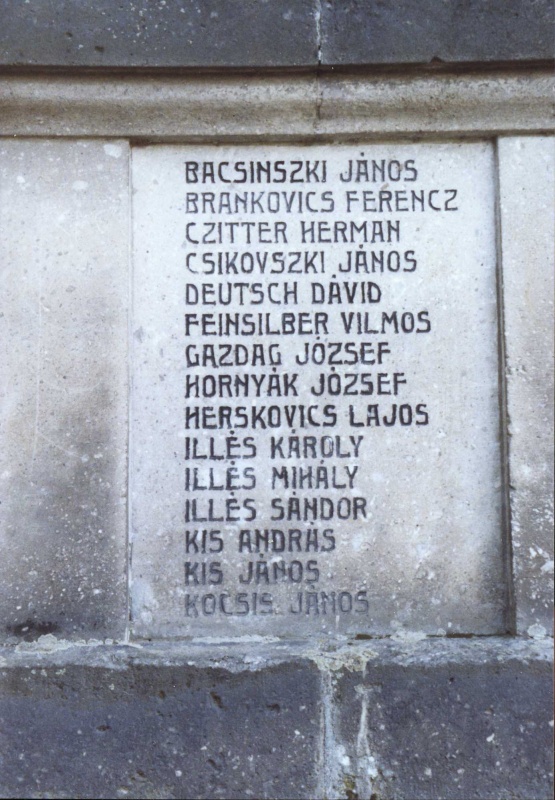 BACSINSZKI JÁNOS
BRANKOVICS FERENCZ
CZITTER HERMAN
CSIKOVSZKI JÁNOS
DEUTSCH DÁVID
FEINSILBER VILMOS
GAZDAG JÓZSEF
HORNYÁK JÓZSEF
HERSKOVICS LAJOS
ILLÉS KÁROLY
ILLÉS MIHÁLY
ILLÉS SÁNDOR
KIS ANDRÁS
KIS JÁNOS
KOCSIS JÁNOS